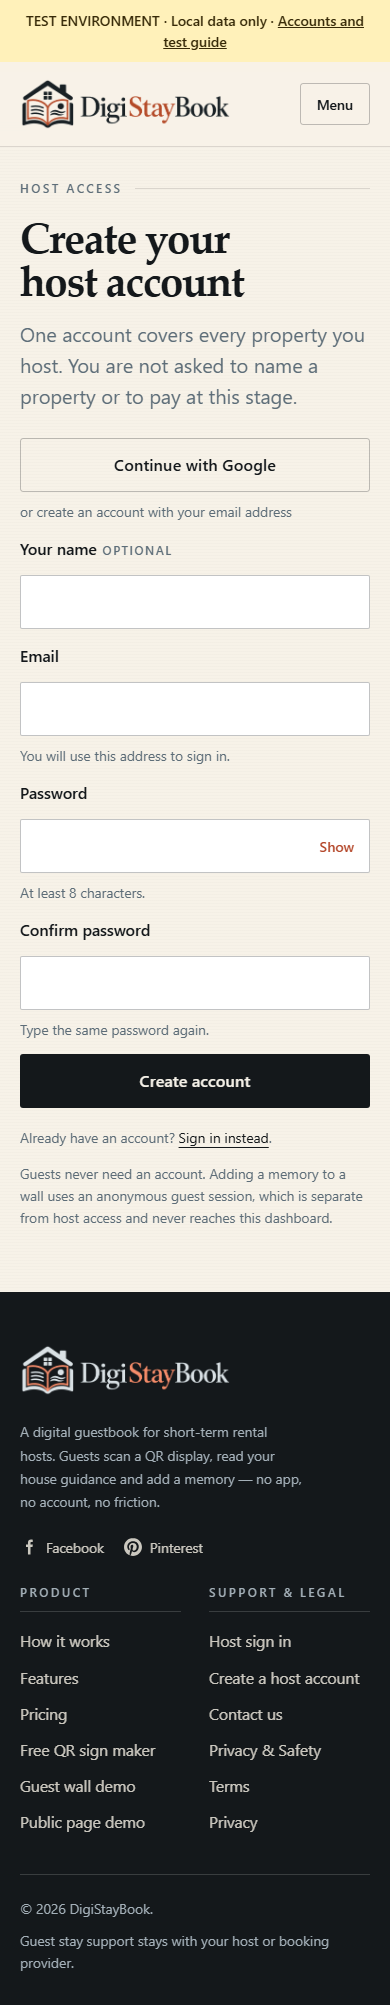 TEST ENVIRONMENT · Local data only · Accounts and
test guide
DigiStayBook
Menu
HOST ACCESS
Create your
host account
One account covers every property you
host. You are not asked to name a
property or to pay at this stage.
Continue with Google
or create an account with your email address
Your name OPTIONAL
Email
You will use this address to sign in.
Password
Show
At least 8 characters.
Confirm password
Type the same password again.
Create account
Already have an account? Sign in instead.
Guests never need an account. Adding a memory to a
wall uses an anonymous guest session, which is separate
from host access and never reaches this dashboard.
DigiStayBook
A digital guestbook for short-term rental
hosts. Guests scan a QR display, read your
house guidance and add a memory — no app,
no account, no friction.
Facebook
Pinterest
PRODUCT
How it works
Features
Pricing
Free QR sign maker
Guest wall demo
Public page demo
SUPPORT & LEGAL
Host sign in
Create a host account
Contact us
Privacy & Safety
Terms
Privacy
© 2026 DigiStayBook.
Guest stay support stays with your host or booking
provider.